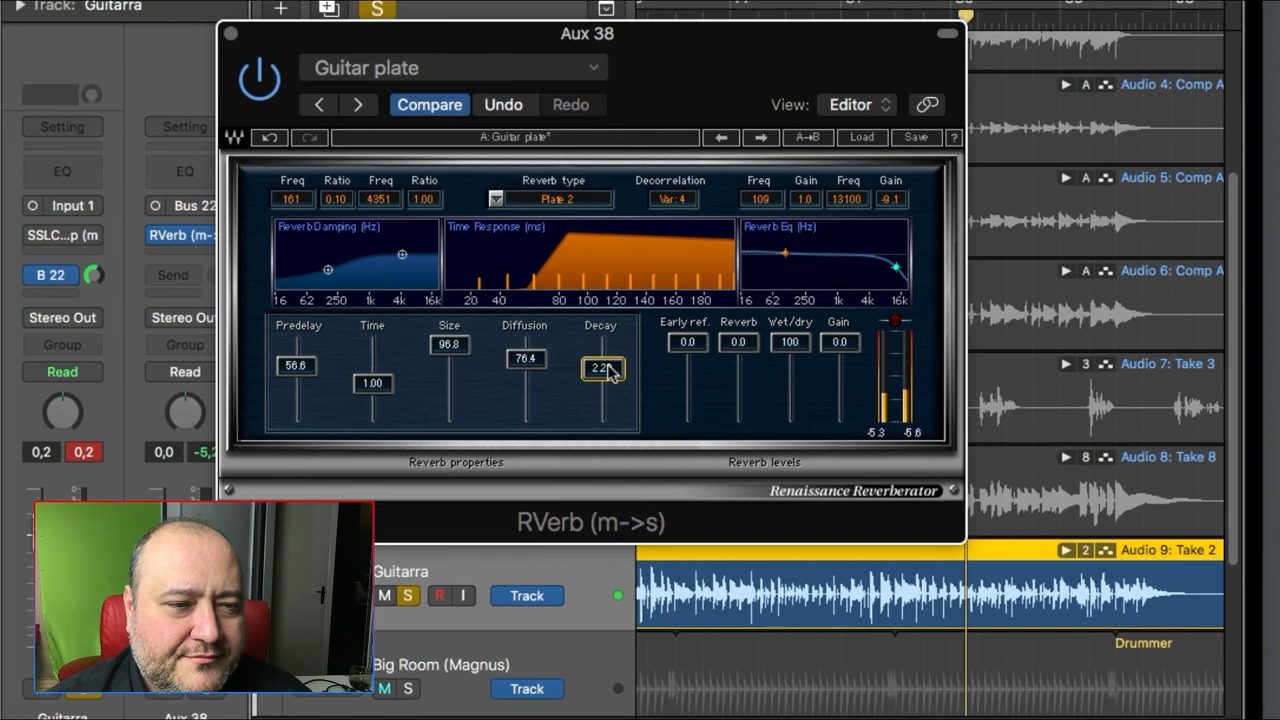 Track: Guitarra
S
Aux 38
Guitar plate
Compare Undo Redo View: Editor
A: Guitar plate* A→B Load Save ?
Setting Setting
EQ EQ
Input 1 Bus 22
SSLC...p (m RVerb (m->
B 22 Send
Stereo Out Stereo
Group Group
Read Read
0,2 0,2 0,0 -5,2
Freq Ratio Freq Ratio Reverb type Decorrelation Freq Gain Freq Gain
161 0.10 4351 1.00 Plate 2 Var: 4 109 1.0 13100 -9.1
Reverb Damping (Hz) Time Response (ms) Reverb Eq (Hz)
16 62 250 1k 4k 16k 20 40 80 100 120 140 160 180 16 62 250 1k 4k 16k
Predelay Time Size Diffusion Decay Early ref. Reverb Wet/dry Gain
56.6 1.00 96.8 76.4 0.0 0.0 100 0.0
-5.3 -5.6
Reverb properties Reverb levels
Renaissance Reverberator
RVerb (m->s)
A Audio 4: Comp A
A Audio 5: Comp A
A Audio 6: Comp A
3 Audio 7: Take 3
8 Audio 8: Take 8
2 Audio 9: Take 2
Guitarra
M S R I Track
Drummer
Big Room (Magnus)
M S Track
Guitarra Aux 38